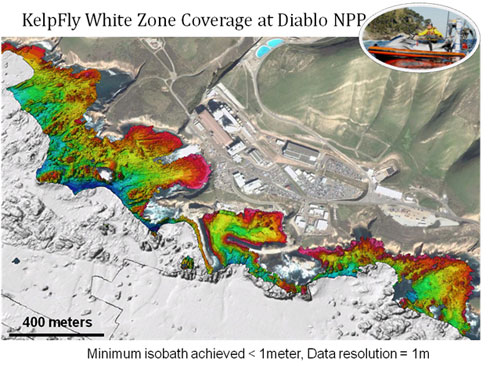 KelpFly White Zone Coverage at Diablo NPP
400 meters
Minimum isobath achieved < 1meter, Data resolution = 1m